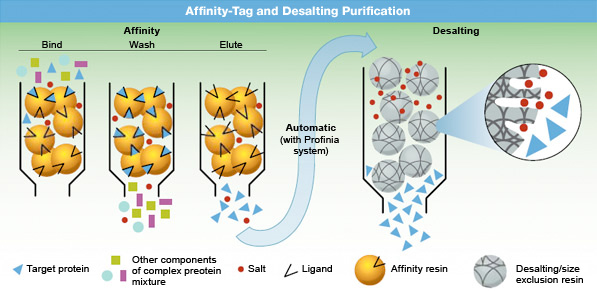 Affinity-Tag and Desalting Purification
Affinity
Desalting
Bind
Wash
Elute
Automatic
(with Profinia
system)
Target protein
Other components
of complex preotein
mixture
Salt
Ligand
Affinity resin
Desalting/size
exclusion resin